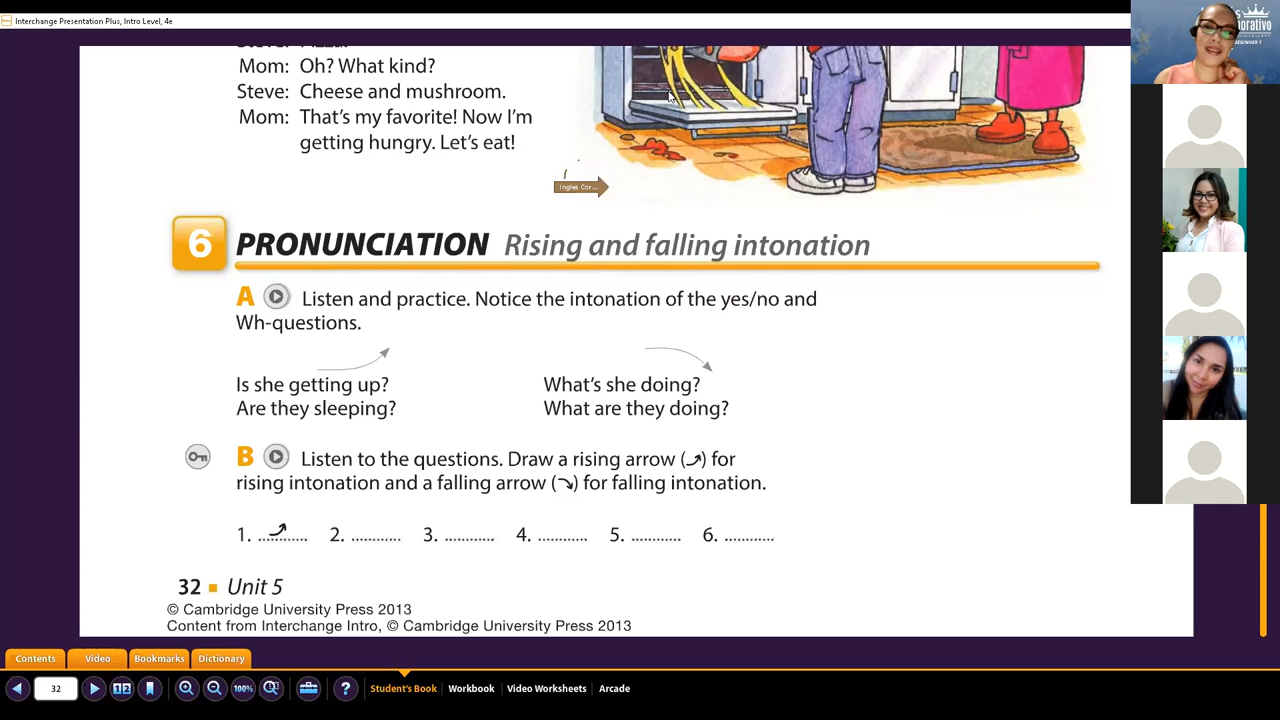 Interchange Presentation Plus, Intro Level, 4e
Mom: Oh? What kind?
Steve: Cheese and mushroom.
Mom: That's my favorite! Now I'm
getting hungry. Let's eat!
Ingles Cor...
6 PRONUNCIATION Rising and falling intonation
A Listen and practice. Notice the intonation of the yes/no and
Wh-questions.
Is she getting up? What's she doing?
Are they sleeping? What are they doing?
B Listen to the questions. Draw a rising arrow (⤴) for
rising intonation and a falling arrow (⤵) for falling intonation.
1. ............ 2. ............ 3. ............ 4. ............ 5. ............ 6. ............
32 ■ Unit 5
© Cambridge University Press 2013
Content from Interchange Intro, © Cambridge University Press 2013
Contents Video Bookmarks Dictionary
32 1 2 100% ? Student's Book Workbook Video Worksheets Arcade